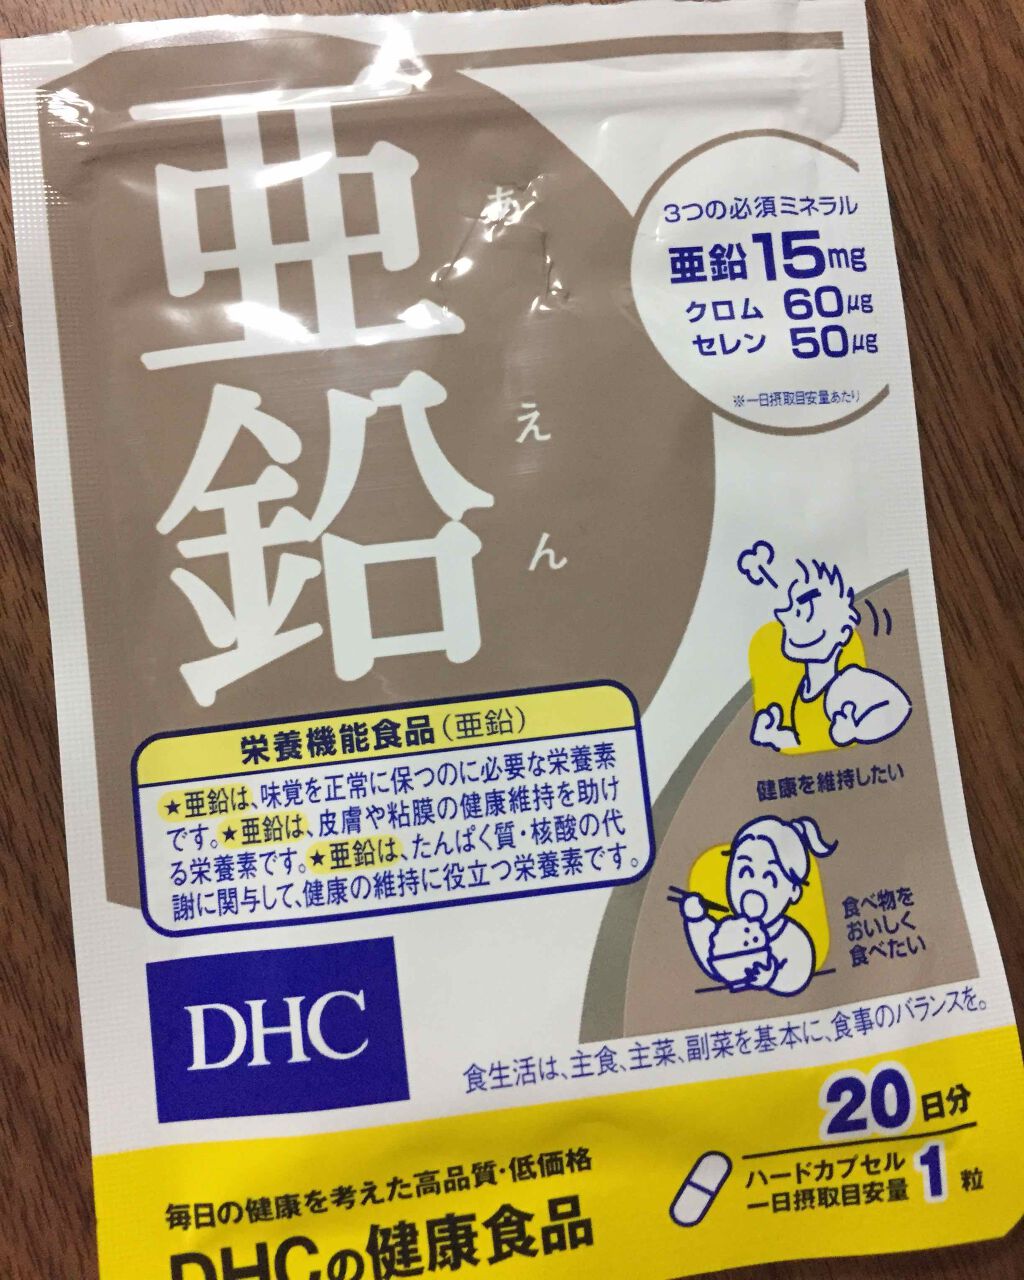 亜鉛
あえん
3つの必須ミネラル
亜鉛15mg
クロム 60μg
セレン 50μg
※一日摂取目安量あたり
健康を維持したい
食べ物を
おいしく
食べたい
栄養機能食品(亜鉛)
★亜鉛は、味覚を正常に保つのに必要な栄養素
です。★亜鉛は、皮膚や粘膜の健康維持を助け
る栄養素です。★亜鉛は、たんぱく質・核酸の代
謝に関与して、健康の維持に役立つ栄養素です。
DHC
食生活は、主食、主菜、副菜を基本に、食事のバランスを。
20日分
ハードカプセル
一日摂取目安量 1粒
毎日の健康を考えた高品質・低価格
DHCの健康食品